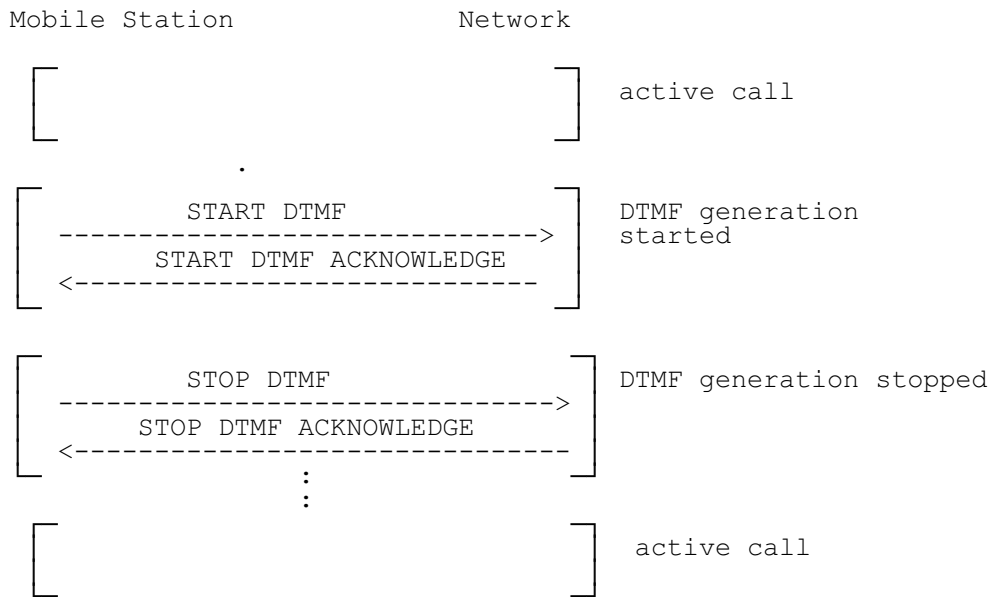 Mobile Station Network
active call
.
START DTMF
DTMF generation
started
------------------------------>
START DTMF ACKNOWLEDGE
<-----------------------------
STOP DTMF
DTMF generation stopped
------------------------------->
STOP DTMF ACKNOWLEDGE
<-------------------------------
:
:
active call